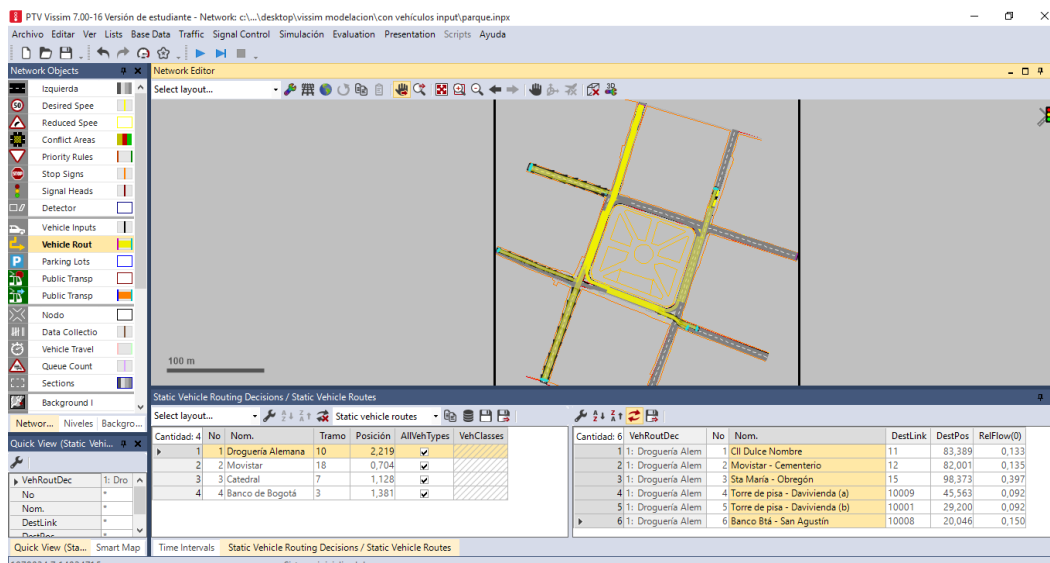 PTV Vissim 7.00-16 Versión de estudiante - Network: c:\...\desktop\vissim modelacion\con vehículos input\parque.inpx
Archivo Editar Ver Lists Base Data Traffic Signal Control Simulación Evaluation Presentation Scripts Ayuda
Network Objects
Network Editor
Select layout...
Izquierda
50 Desired Spee
Reduced Spee
Conflict Areas
Priority Rules
STOP Stop Signs
Signal Heads
Detector
Vehicle Inputs
Vehicle Rout
P Parking Lots
Public Transp
Public Transp
Nodo
Data Collectio
Vehicle Travel
Queue Count
Sections
Background I
Networ... Niveles Backgro...
100 m
Quick View (Static Vehi...
VehRoutDec 1: Dro
No *
Nom. *
DestLink *
DestPos *
Quick View (Sta... Smart Map
Static Vehicle Routing Decisions / Static Vehicle Routes
Select layout... Static vehicle routes
Cantidad: 4 No Nom. Tramo Posición AllVehTypes VehClasses
1 1 Droguería Alemana 10 2,219
2 2 Movistar 18 0,704
3 3 Catedral 7 1,128
4 4 Banco de Bogotá 3 1,381
Cantidad: 6 VehRoutDec No Nom. DestLink DestPos RelFlow(0)
1 1: Droguería Alem 1 Cll Dulce Nombre 11 83,389 0,133
2 1: Droguería Alem 2 Movistar - Cementerio 12 82,001 0,135
3 1: Droguería Alem 3 Sta María - Obregón 15 98,373 0,397
4 1: Droguería Alem 4 Torre de pisa - Davivienda (a) 10009 45,563 0,092
5 1: Droguería Alem 5 Torre de pisa - Davivienda (b) 10001 29,200 0,092
6 1: Droguería Alem 6 Banco Btá - San Agustín 10008 20,046 0,150
Time Intervals Static Vehicle Routing Decisions / Static Vehicle Routes